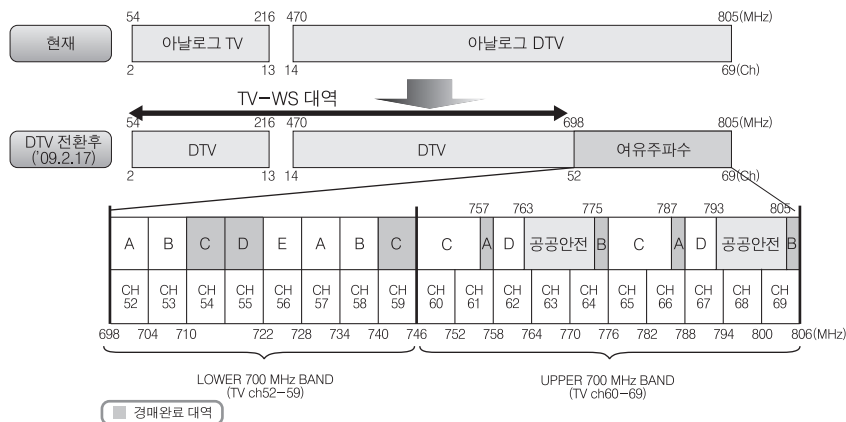 54 216 470 805(MHz)
현재 아날로그 TV 아날로그 DTV
2 13 14 69(Ch)
TV-WS 대역
54 216 470 698 805(MHz)
DTV 전환후
('09.2.17)
DTV DTV 여유주파수
2 13 14 52 69(Ch)
757 763 775 787 793 805
A B C D E A B C C A D 공공안전 B C A D 공공안전 B
CH CH CH CH CH CH CH CH CH CH CH CH CH CH CH CH CH CH
52 53 54 55 56 57 58 59 60 61 62 63 64 65 66 67 68 69
698 704 710 722 728 734 740 746 752 758 764 770 776 782 788 794 800 806(MHz)
LOWER 700 MHz BAND
(TV ch52-59)
UPPER 700 MHz BAND
(TV ch60-69)
경매완료 대역